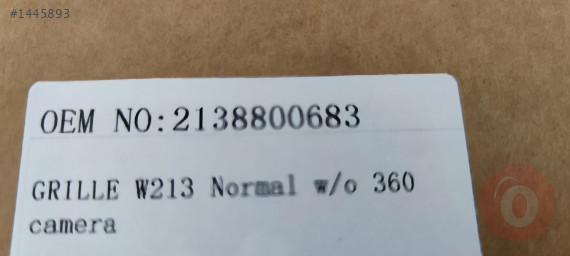 #1445893
OEM NO:2138800683
GRILLE W213 Normal w/o 360
camera